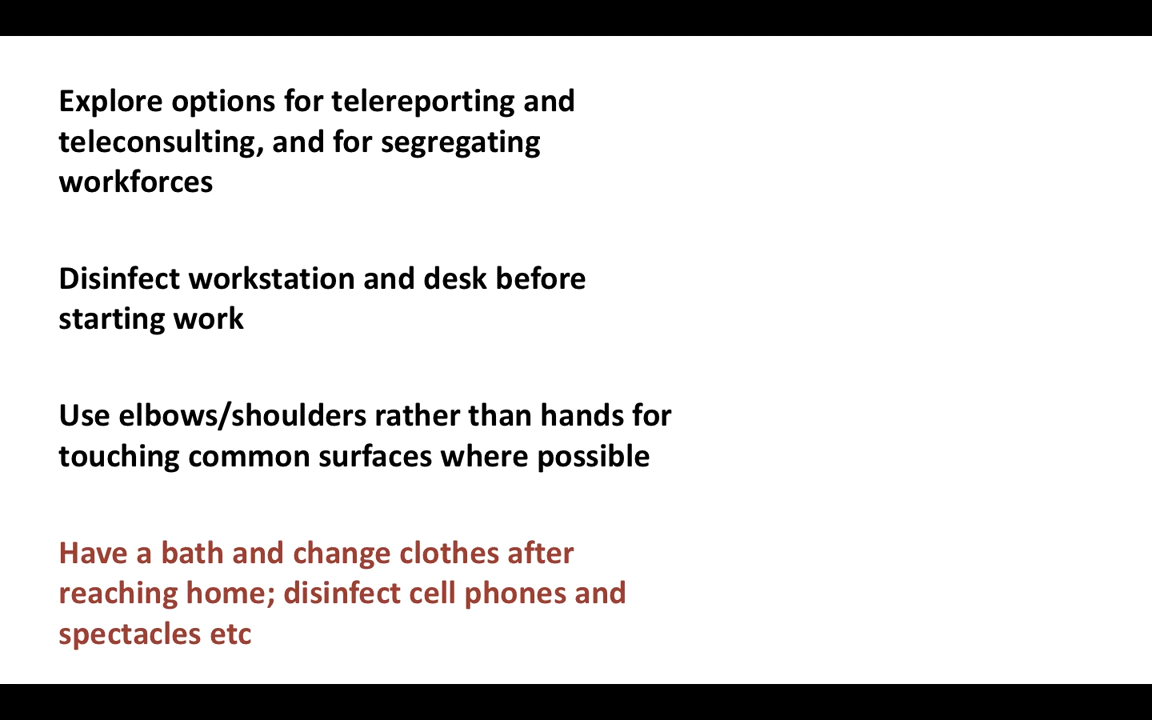 Explore options for telereporting and
teleconsulting, and for segregating
workforces
Disinfect workstation and desk before
starting work
Use elbows/shoulders rather than hands for
touching common surfaces where possible
Have a bath and change clothes after
reaching home; disinfect cell phones and
spectacles etc